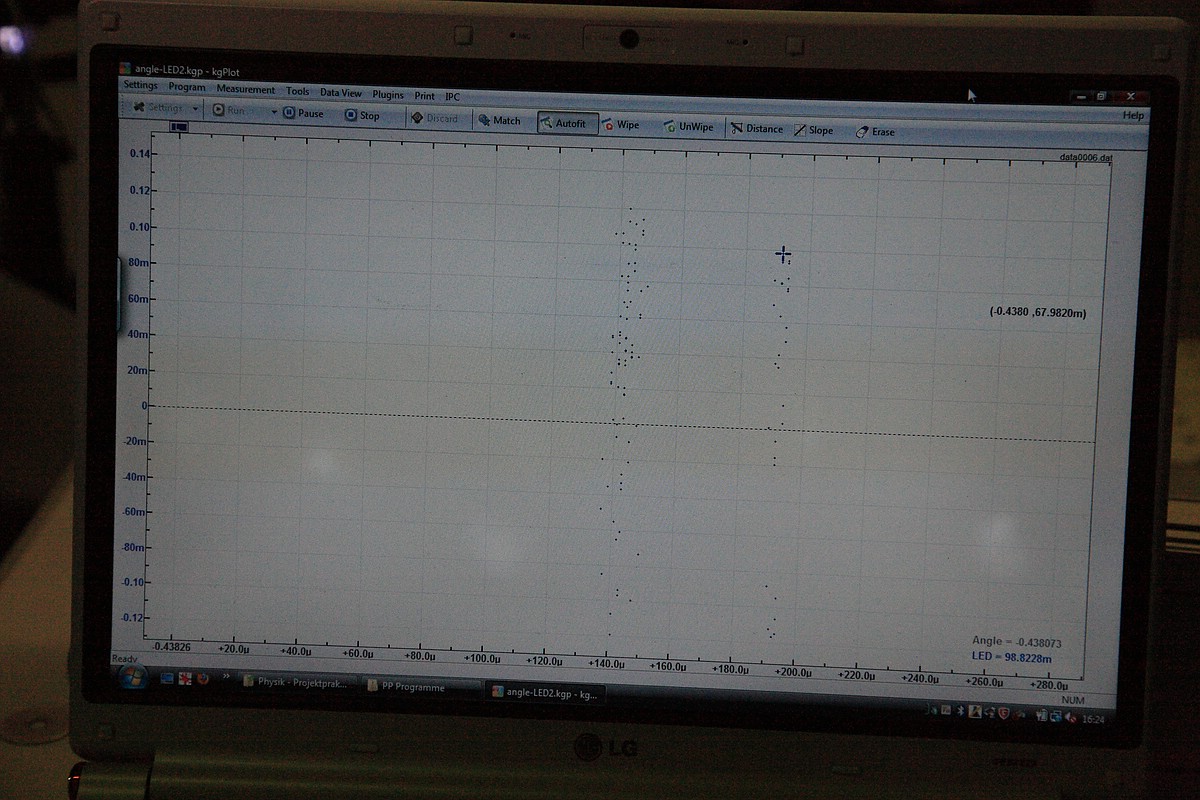 angle-LED2.kgp - kgPlot
Settings Program Measurement Tools Data View Plugins Print IPC Help
Settings Run Pause Stop Discard Match Autofit Wipe UnWipe Distance Slope Erase
data0006.dat
0.14
0.12
0.10
80m
60m
40m
20m
0
-20m
-40m
-60m
-80m
-0.10
-0.12
(-0.4380 ,67.9820m)
Angle = -0.438073
LED = 98.8228m
-0.43826 +20.0µ +40.0µ +60.0µ +80.0µ +100.0µ +120.0µ +140.0µ +160.0µ +180.0µ +200.0µ +220.0µ +240.0µ +260.0µ +280.0µ
Ready NUM
Physik - Projektprak... PP Programme angle-LED2.kgp - kg... 16:24
LG